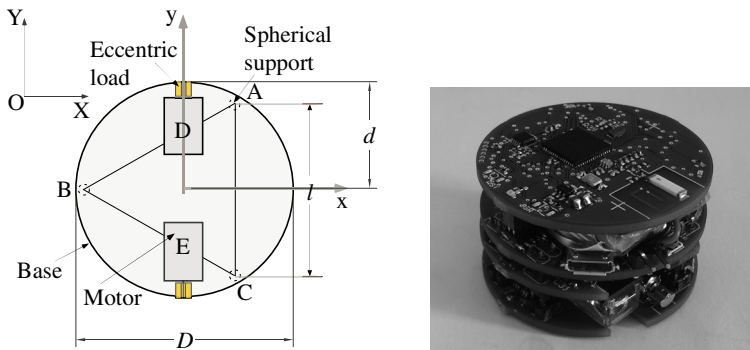 Y
y
Eccentric
load
Spherical
support
O
X
A
D
d
B
l
x
E
Base
Motor
C
D